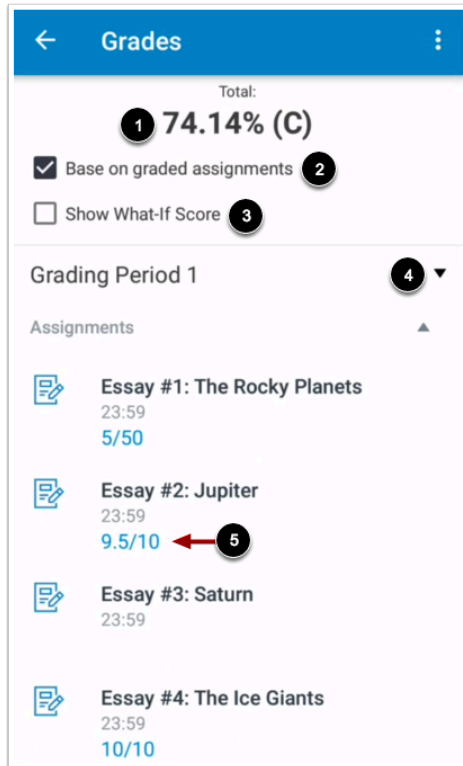 Grades
Total:
1 74.14% (C)
Base on graded assignments 2
Show What-If Score 3
Grading Period 1 4
Assignments
Essay #1: The Rocky Planets
23:59
5/50
Essay #2: Jupiter
23:59
9.5/10 5
Essay #3: Saturn
23:59
Essay #4: The Ice Giants
23:59
10/10